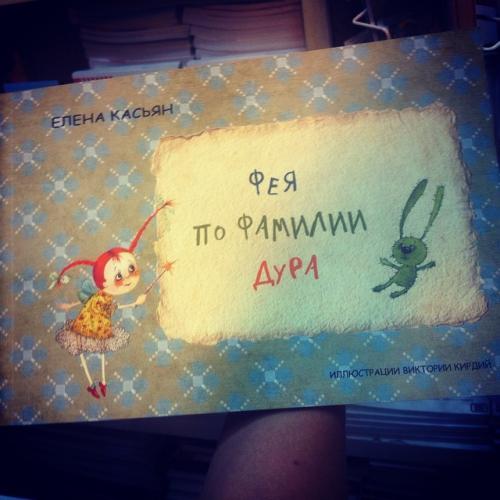 ЕЛЕНА КАСЬЯН
ФЕЯ
ПО ФАМИЛИИ
ДУРА
ИЛЛЮСТРАЦИИ ВИКТОРИИ КИРДИЙ